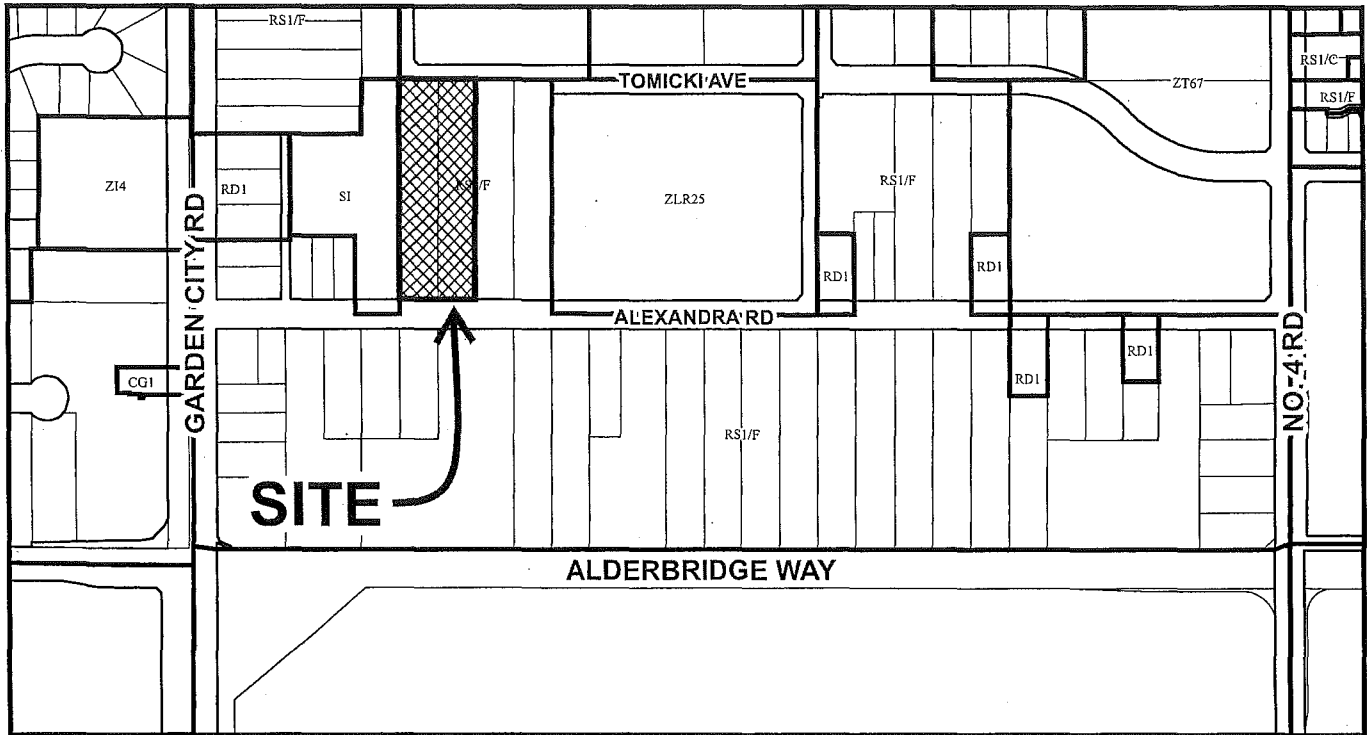 RS1/F
RS1/C
TOMICKI AVE
ZT67
RS1/F
ZI4
RD1
SI
RS1/F
ZLR25
RS1/F
GARDEN CITY RD
RD1
RD1
ALEXANDRA RD
CG1
RD1
RD1
NO. 4 RD
RS1/F
SITE
ALDERBRIDGE WAY